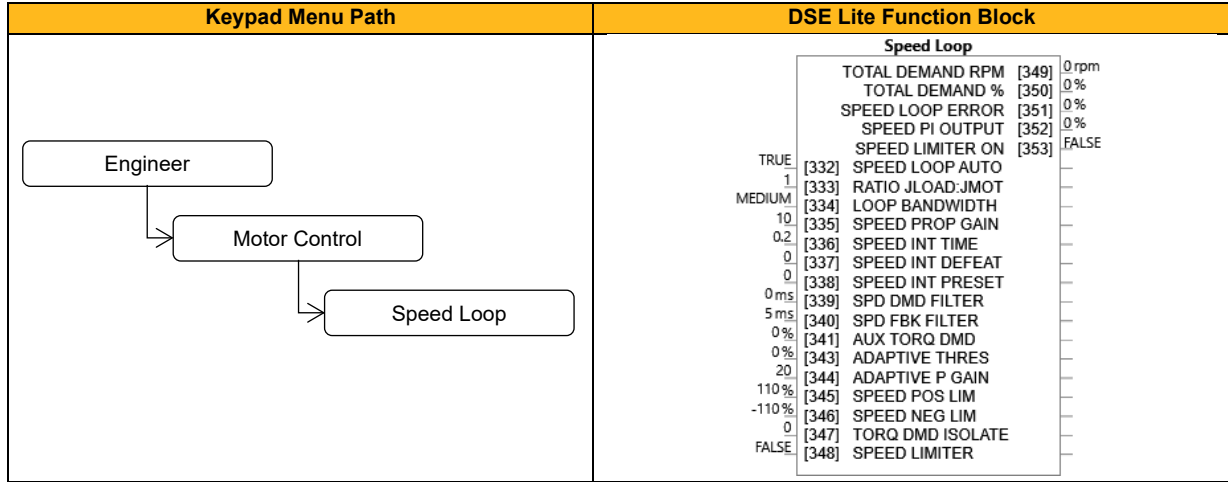 Keypad Menu Path
DSE Lite Function Block
Engineer
Motor Control
Speed Loop
Speed Loop
TOTAL DEMAND RPM [349] 0 rpm
TOTAL DEMAND % [350] 0 %
SPEED LOOP ERROR [351] 0 %
SPEED PI OUTPUT [352] 0 %
SPEED LIMITER ON [353] FALSE
TRUE [332] SPEED LOOP AUTO
1 [333] RATIO JLOAD:JMOT
MEDIUM [334] LOOP BANDWIDTH
10 [335] SPEED PROP GAIN
0.2 [336] SPEED INT TIME
0 [337] SPEED INT DEFEAT
0 [338] SPEED INT PRESET
0 ms [339] SPD DMD FILTER
5 ms [340] SPD FBK FILTER
0 % [341] AUX TORQ DMD
0 % [343] ADAPTIVE THRES
20 [344] ADAPTIVE P GAIN
110 % [345] SPEED POS LIM
-110 % [346] SPEED NEG LIM
0 [347] TORQ DMD ISOLATE
FALSE [348] SPEED LIMITER